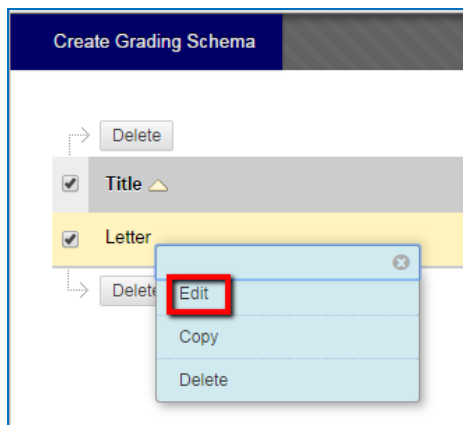 Create Grading Schema
Delete
Title
Letter
Delete
Edit
Copy
Delete